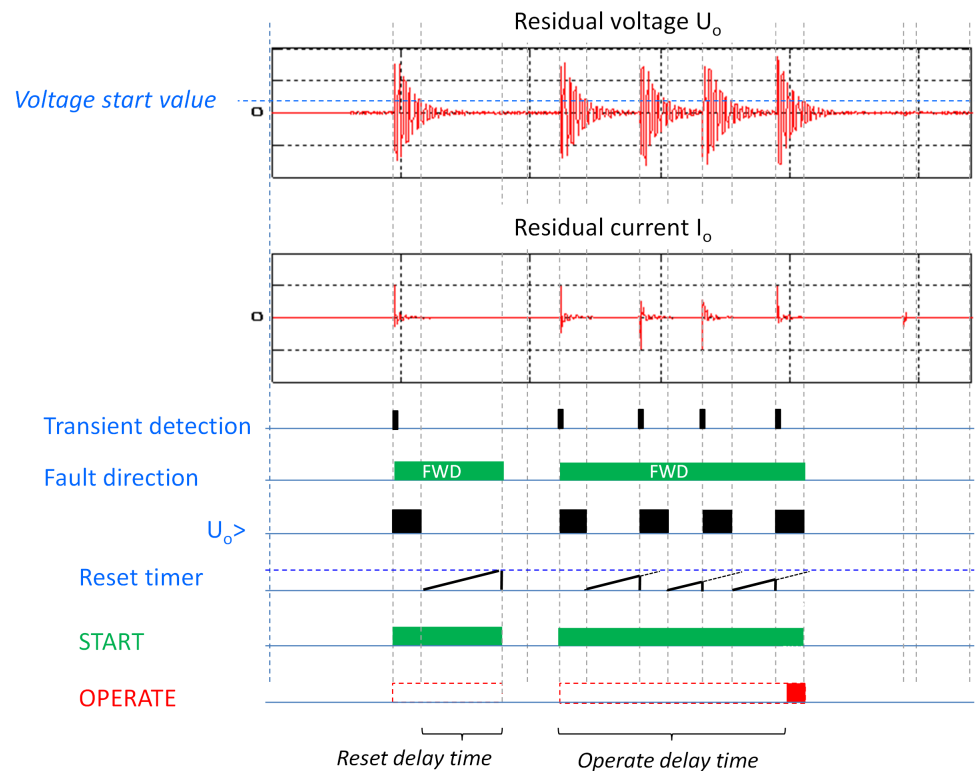 Residual voltage Uₒ
Voltage start value
0
Residual current Iₒ
0
Transient detection
Fault direction
FWD
FWD
Uₒ>
Reset timer
START
OPERATE
Reset delay time
Operate delay time